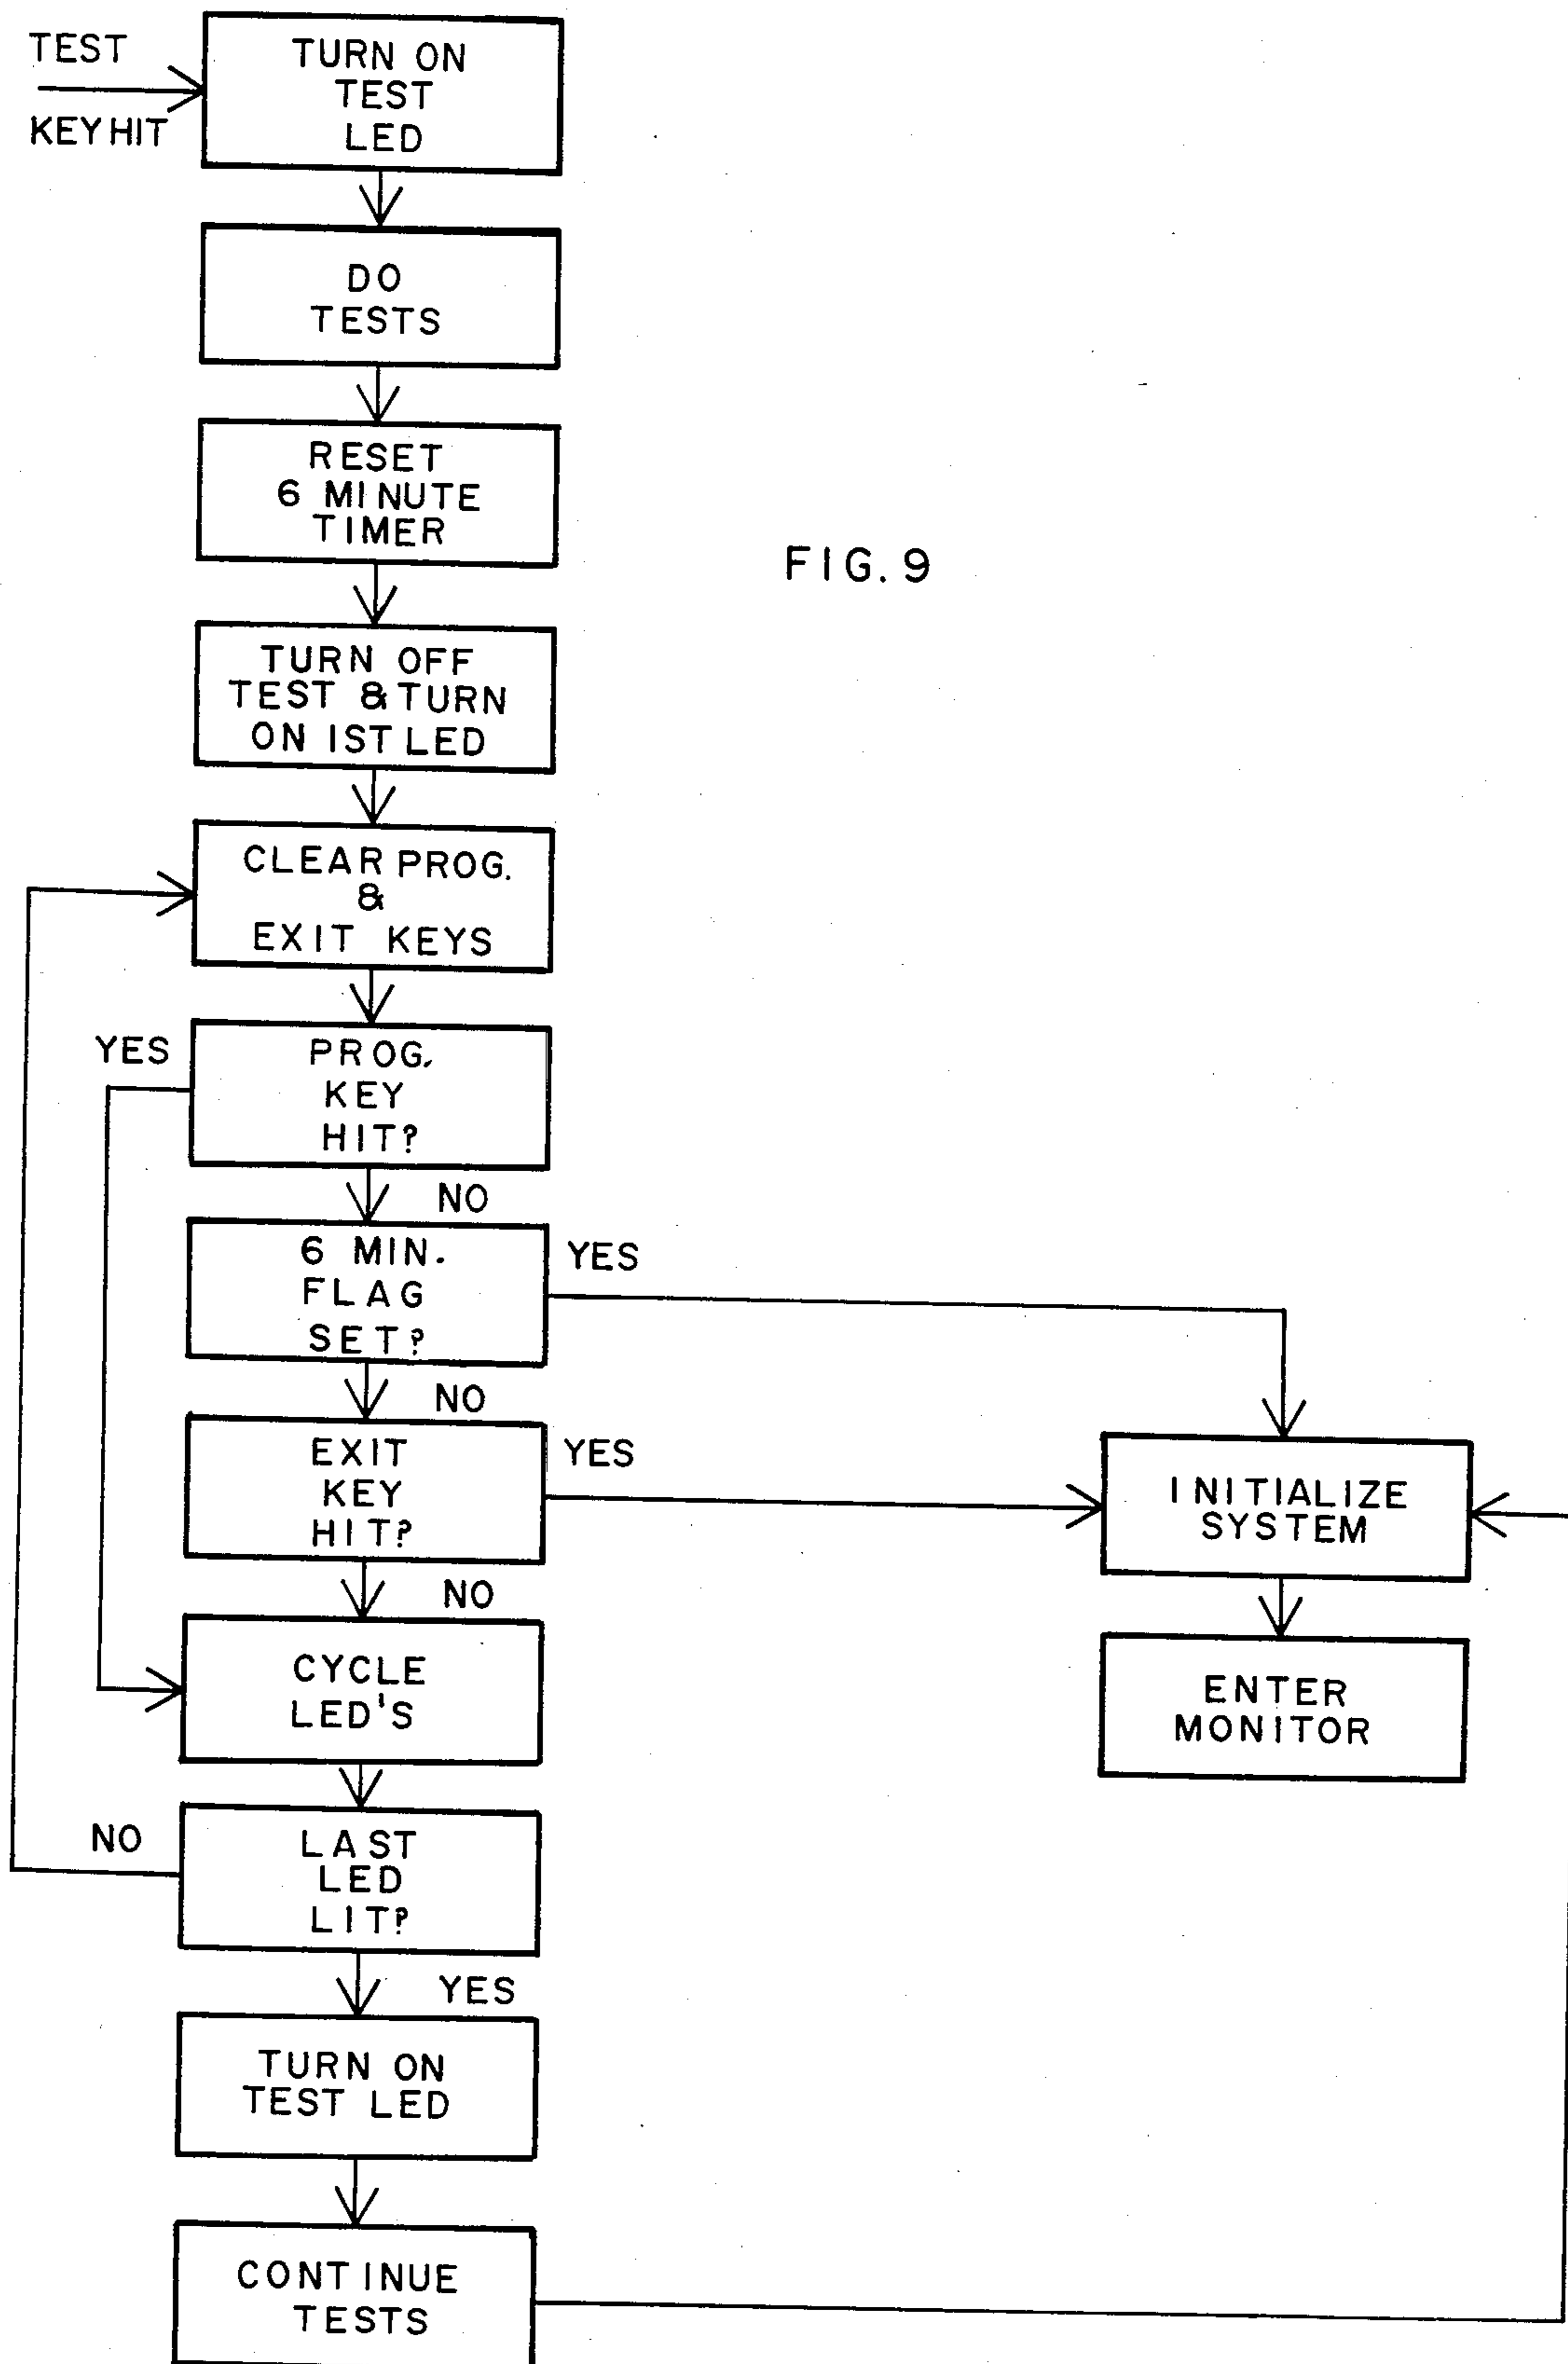 TEST
KEY HIT
TURN ON
TEST
LED
DO
TESTS
RESET
6 MINUTE
TIMER
FIG. 9
TURN OFF
TEST & TURN
ON 1ST LED
CLEAR PROG.
&
EXIT KEYS
YES
PROG.
KEY
HIT?
NO
6 MIN.
FLAG
SET?
YES
NO
EXIT
KEY
HIT?
YES
INITIALIZE
SYSTEM
NO
CYCLE
LED'S
ENTER
MONITOR
NO
LAST
LED
LIT?
YES
TURN ON
TEST LED
CONTINUE
TESTS